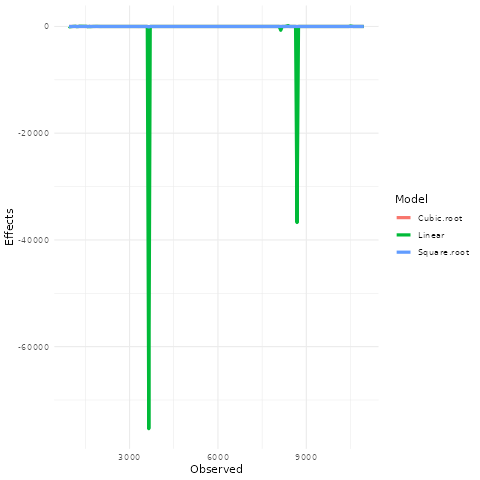 0
-20000
-40000
-60000
Effects
3000 6000 9000
Observed
Model
Cubic.root
Linear
Square.root